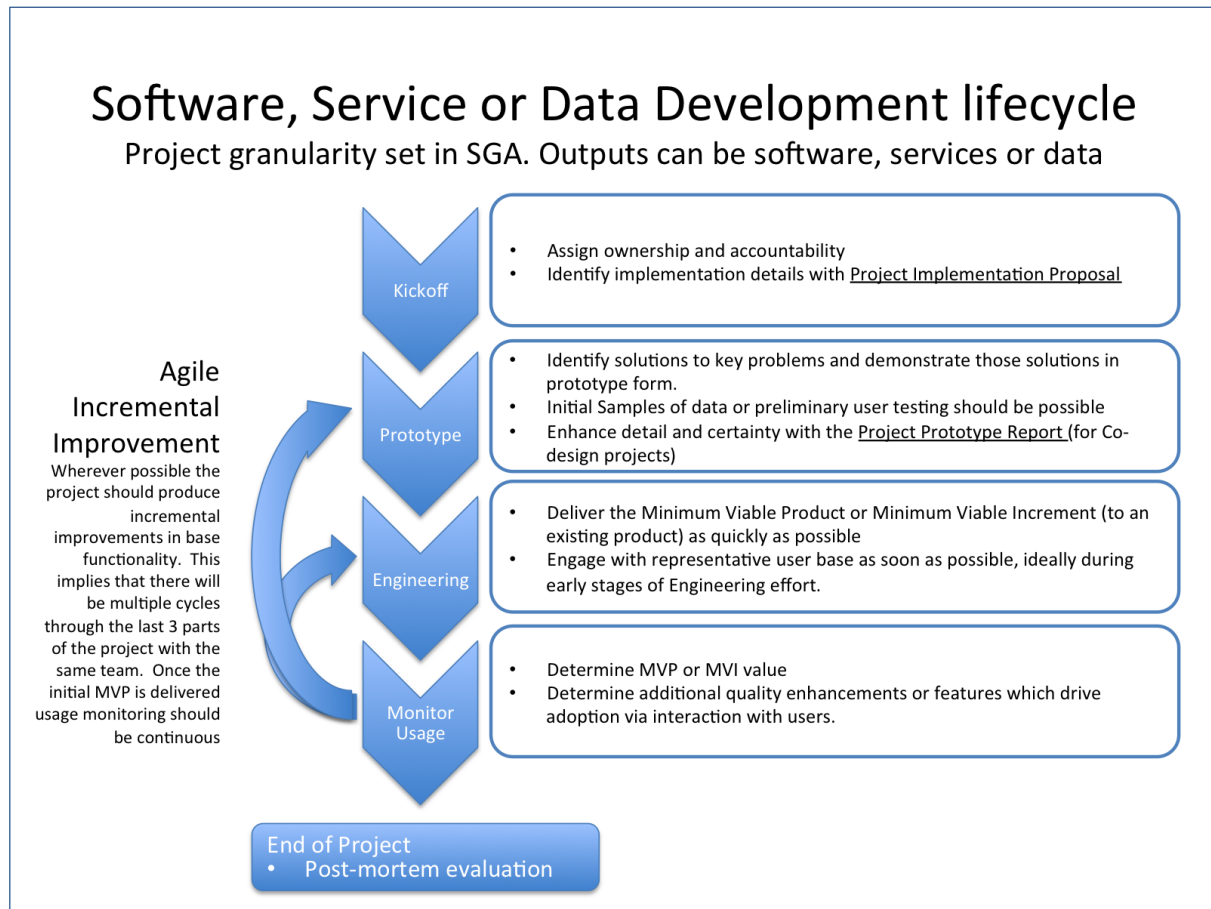 Software, Service or Data Development lifecycle
Project granularity set in SGA. Outputs can be software, services or data
Kickoff
• Assign ownership and accountability
• Identify implementation details with Project Implementation Proposal
Prototype
• Identify solutions to key problems and demonstrate those solutions in
prototype form.
• Initial Samples of data or preliminary user testing should be possible
• Enhance detail and certainty with the Project Prototype Report (for Co-
design projects)
Engineering
• Deliver the Minimum Viable Product or Minimum Viable Increment (to an
existing product) as quickly as possible
• Engage with representative user base as soon as possible, ideally during
early stages of Engineering effort.
Monitor
Usage
• Determine MVP or MVI value
• Determine additional quality enhancements or features which drive
adoption via interaction with users.
Agile
Incremental
Improvement
Wherever possible the
project should produce
incremental
improvements in base
functionality. This
implies that there will
be multiple cycles
through the last 3 parts
of the project with the
same team. Once the
initial MVP is delivered
usage monitoring should
be continuous
End of Project
• Post-mortem evaluation